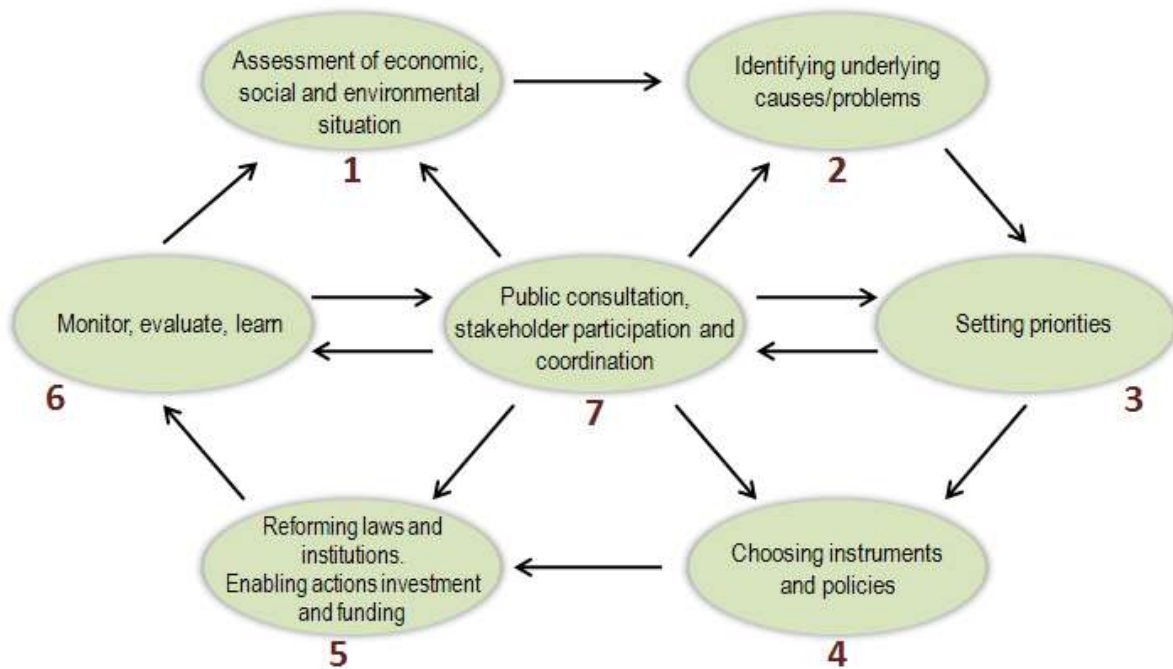 Assessment of economic,
social and environmental
situation
1
Identifying underlying
causes/problems
2
Monitor, evaluate, learn
6
Public consultation,
stakeholder participation and
coordination
7
Setting priorities
3
Reforming laws and
institutions.
Enabling actions investment
and funding
5
Choosing instruments
and policies
4